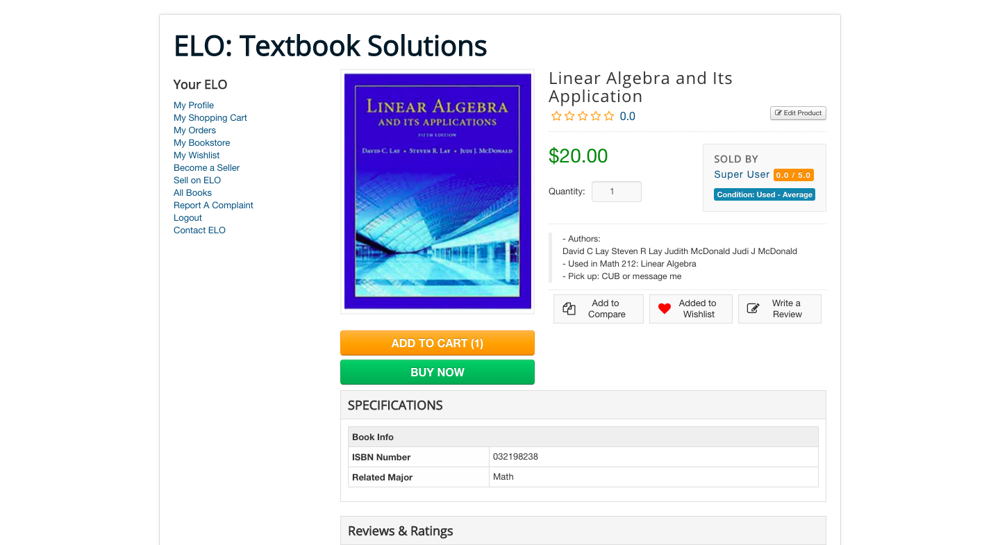 ELO: Textbook Solutions
Your ELO
My Profile
My Shopping Cart
My Orders
My Bookstore
My Wishlist
Become a Seller
Sell on ELO
All Books
Report A Complaint
Logout
Contact ELO
LINEAR ALGEBRA
AND ITS APPLICATIONS
FIFTH EDITION
DAVID C. LAY • STEVEN R. LAY • JUDI J. MCDONALD
Linear Algebra and Its
Application
0.0
Edit Product
$20.00
Quantity: 1
SOLD BY
Super User 0.0 / 5.0
Condition: Used - Average
- Authors:
David C Lay Steven R Lay Judith McDonald Judi J McDonald
- Used in Math 212: Linear Algebra
- Pick up: CUB or message me
Add to
Compare
Added to
Wishlist
Write a
Review
ADD TO CART (1)
BUY NOW
SPECIFICATIONS
Book Info
ISBN Number 032198238
Related Major Math
Reviews & Ratings